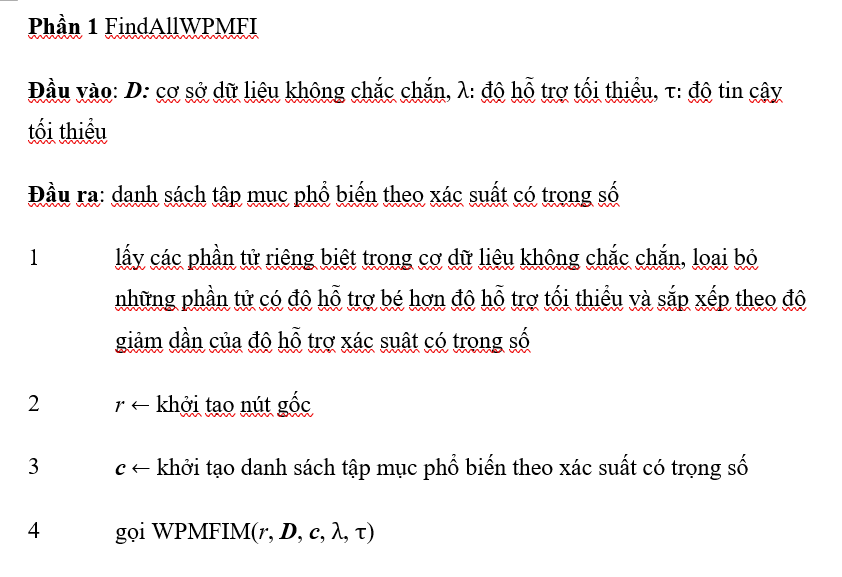 Phần 1 FindAllWPMFI
Đầu vào: D: cơ sở dữ liệu không chắc chắn, λ: độ hỗ trợ tối thiểu, τ: độ tin cậy
tối thiểu
Đầu ra: danh sách tập mục phổ biến theo xác suất có trọng số
1 lấy các phần tử riêng biệt trong cơ dữ liệu không chắc chắn, loại bỏ
những phần tử có độ hỗ trợ bé hơn độ hỗ trợ tối thiểu và sắp xếp theo độ
giảm dần của độ hỗ trợ xác suât có trọng số
2 r ← khởi tạo nút gốc
3 c ← khởi tạo danh sách tập mục phổ biến theo xác suất có trọng số
4 gọi WPMFIM(r, D, c, λ, τ)